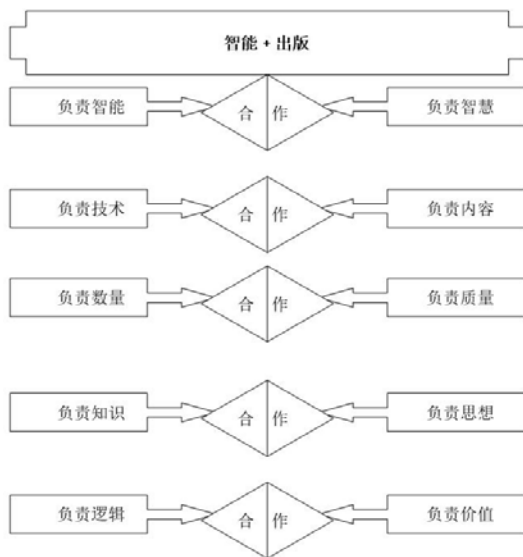 智能 + 出版
负责智能 合 作 负责智慧
负责技术 合 作 负责内容
负责数量 合 作 负责质量
负责知识 合 作 负责思想
负责逻辑 合 作 负责价值